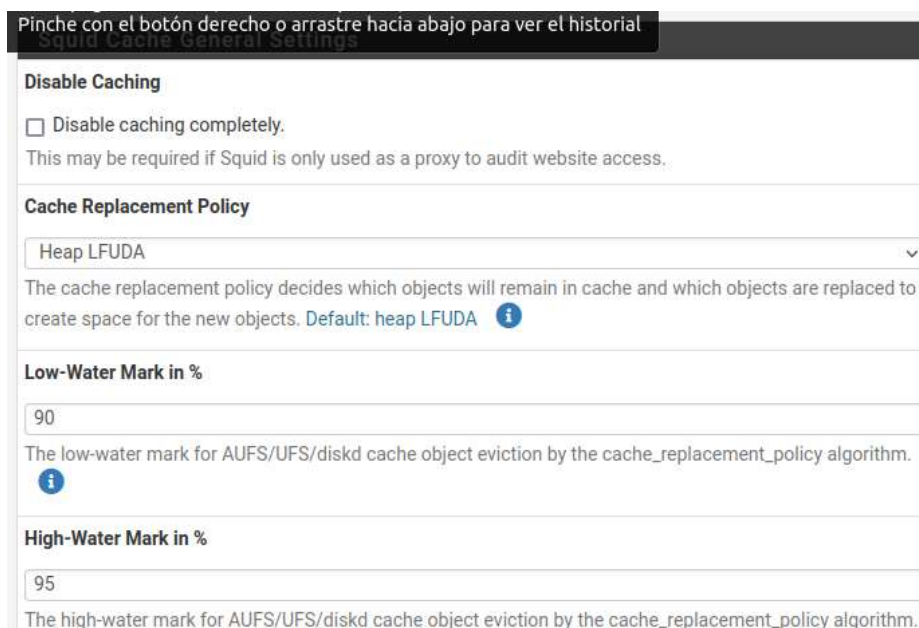 Pinche con el botón derecho o arrastre hacia abajo para ver el historial
Squid Cache General Settings
Disable Caching
Disable caching completely.
This may be required if Squid is only used as a proxy to audit website access.
Cache Replacement Policy
Heap LFUDA
The cache replacement policy decides which objects will remain in cache and which objects are replaced to
create space for the new objects. Default: heap LFUDA
Low-Water Mark in %
90
The low-water mark for AUFS/UFS/diskd cache object eviction by the cache_replacement_policy algorithm.
High-Water Mark in %
95
The high-water mark for AUFS/UFS/diskd cache object eviction by the cache_replacement_policy algorithm.